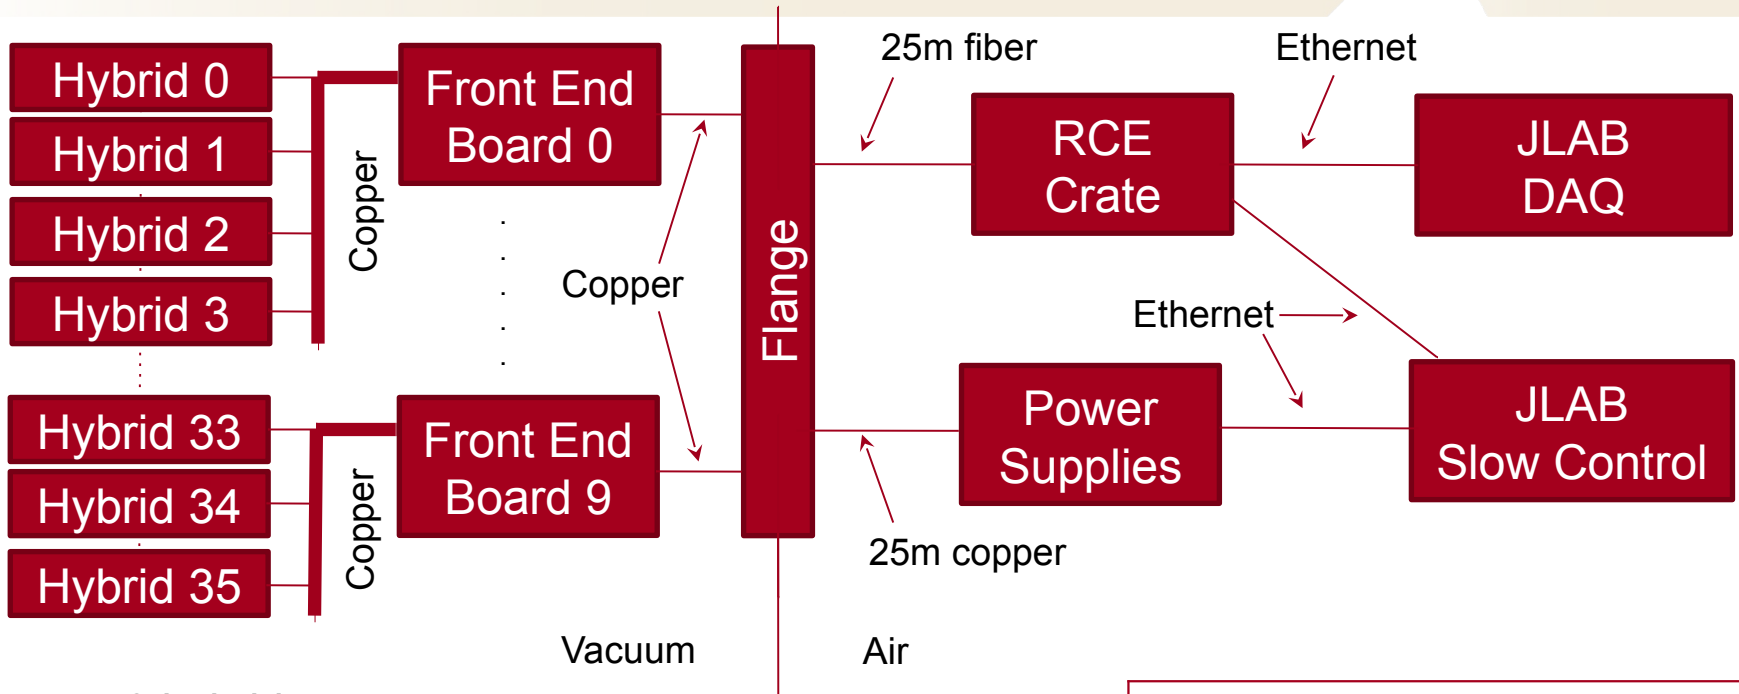 Hybrid 0
Hybrid 1
Hybrid 2
Hybrid 3
Hybrid 33
Hybrid 34
Hybrid 35
Copper
Copper
Front End
Board 0
.
.
.
.
.
Front End
Board 9
Copper
Flange
25m fiber
Ethernet
RCE
Crate
JLAB
DAQ
Ethernet
Power
Supplies
JLAB
Slow Control
25m copper
Vacuum
Air